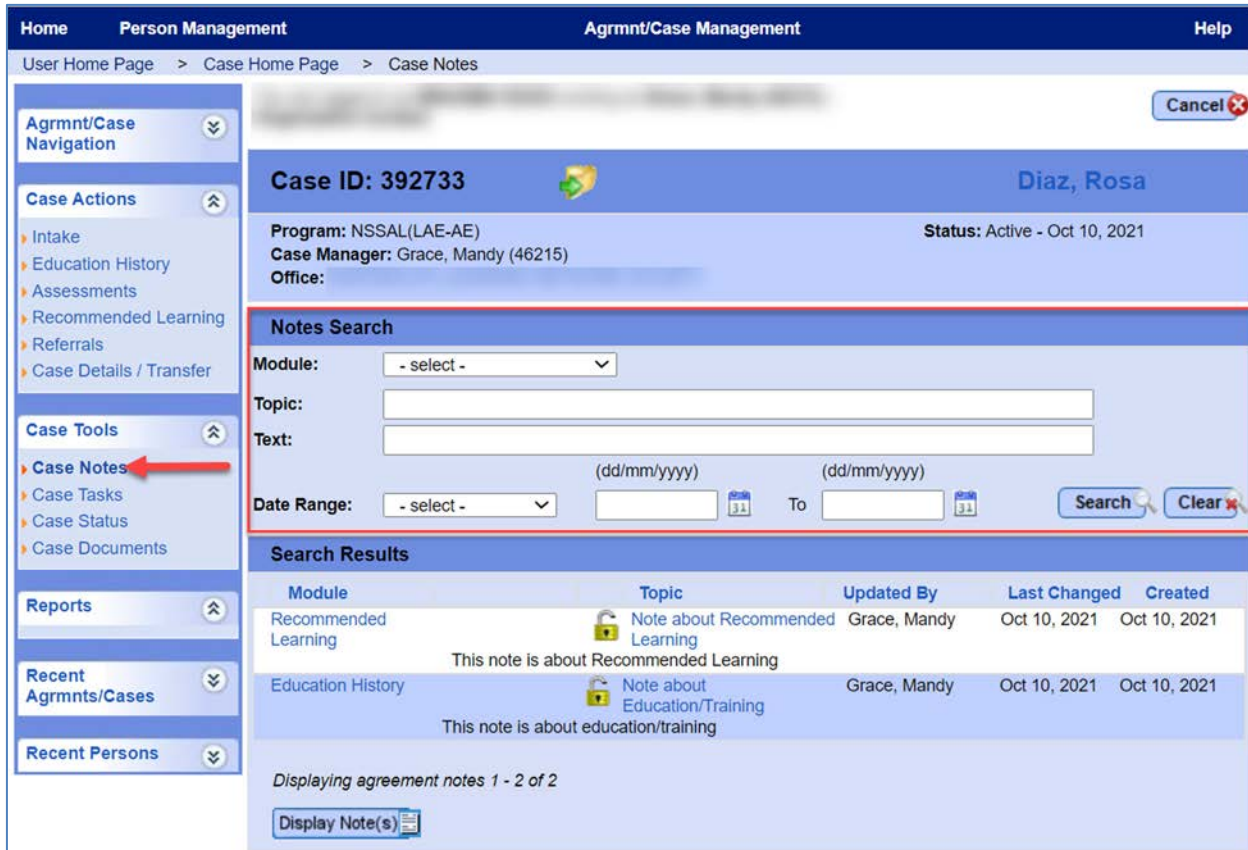 Home Person Management Agrmnt/Case Management Help
User Home Page > Case Home Page > Case Notes
Cancel
Agrmnt/Case
Navigation
Case Actions
Intake
Education History
Assessments
Recommended Learning
Referrals
Case Details / Transfer
Case Tools
Case Notes
Case Tasks
Case Status
Case Documents
Reports
Recent
Agrmnts/Cases
Recent Persons
Case ID: 392733 Diaz, Rosa
Program: NSSAL(LAE-AE) Status: Active - Oct 10, 2021
Case Manager: Grace, Mandy (46215)
Office:
Notes Search
Module: - select -
Topic:
Text:
(dd/mm/yyyy) (dd/mm/yyyy)
Date Range: - select - 31 To 31 Search Clear
Search Results
Module Topic Updated By Last Changed Created
Recommended Note about Recommended Grace, Mandy Oct 10, 2021 Oct 10, 2021
Learning Learning
This note is about Recommended Learning
Education History Note about Grace, Mandy Oct 10, 2021 Oct 10, 2021
Education/Training
This note is about education/training
Displaying agreement notes 1 - 2 of 2
Display Note(s)